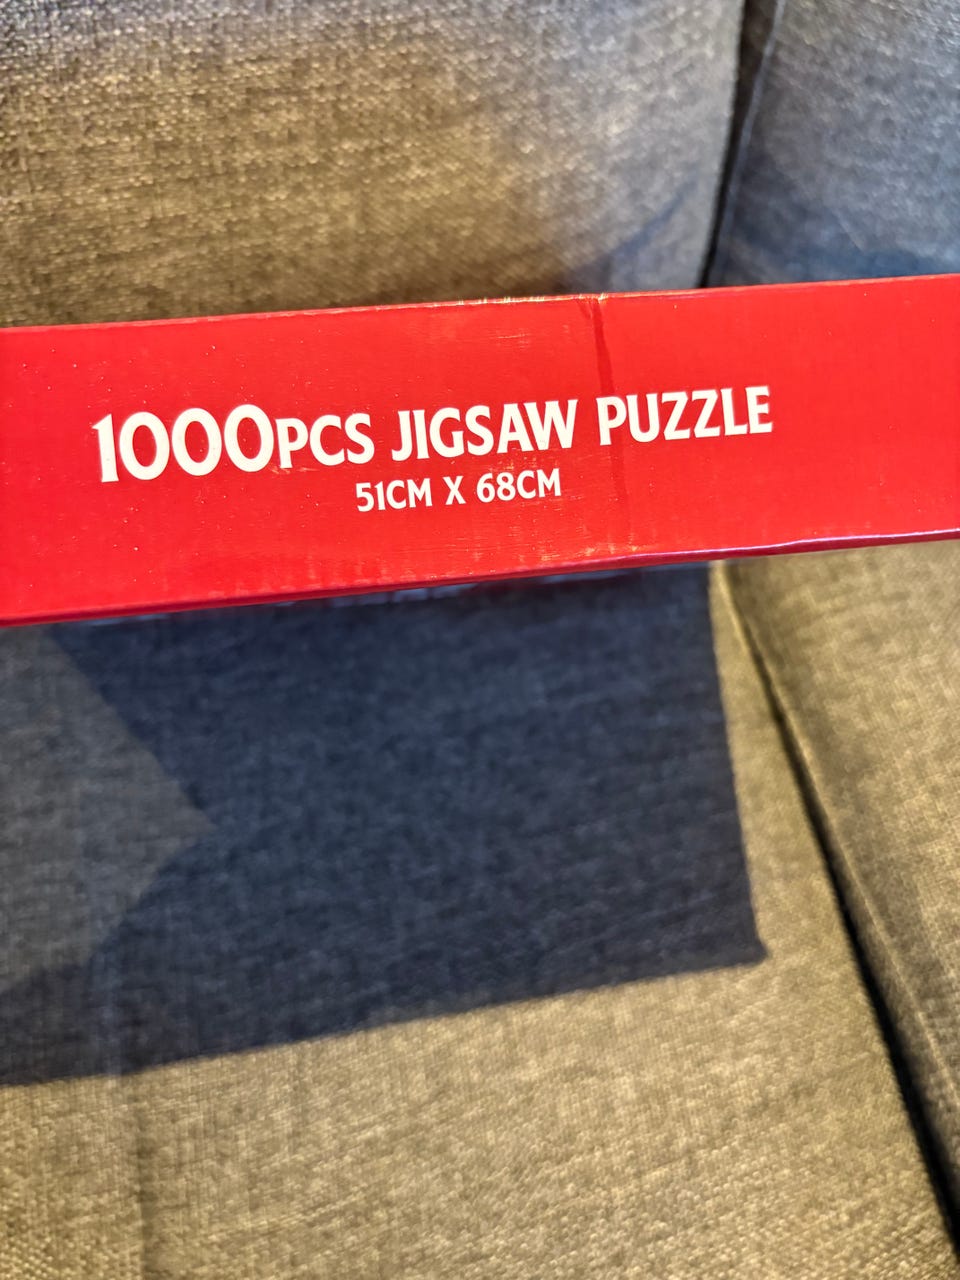 1000PCS JIGSAW PUZZLE
51CM X 68CM